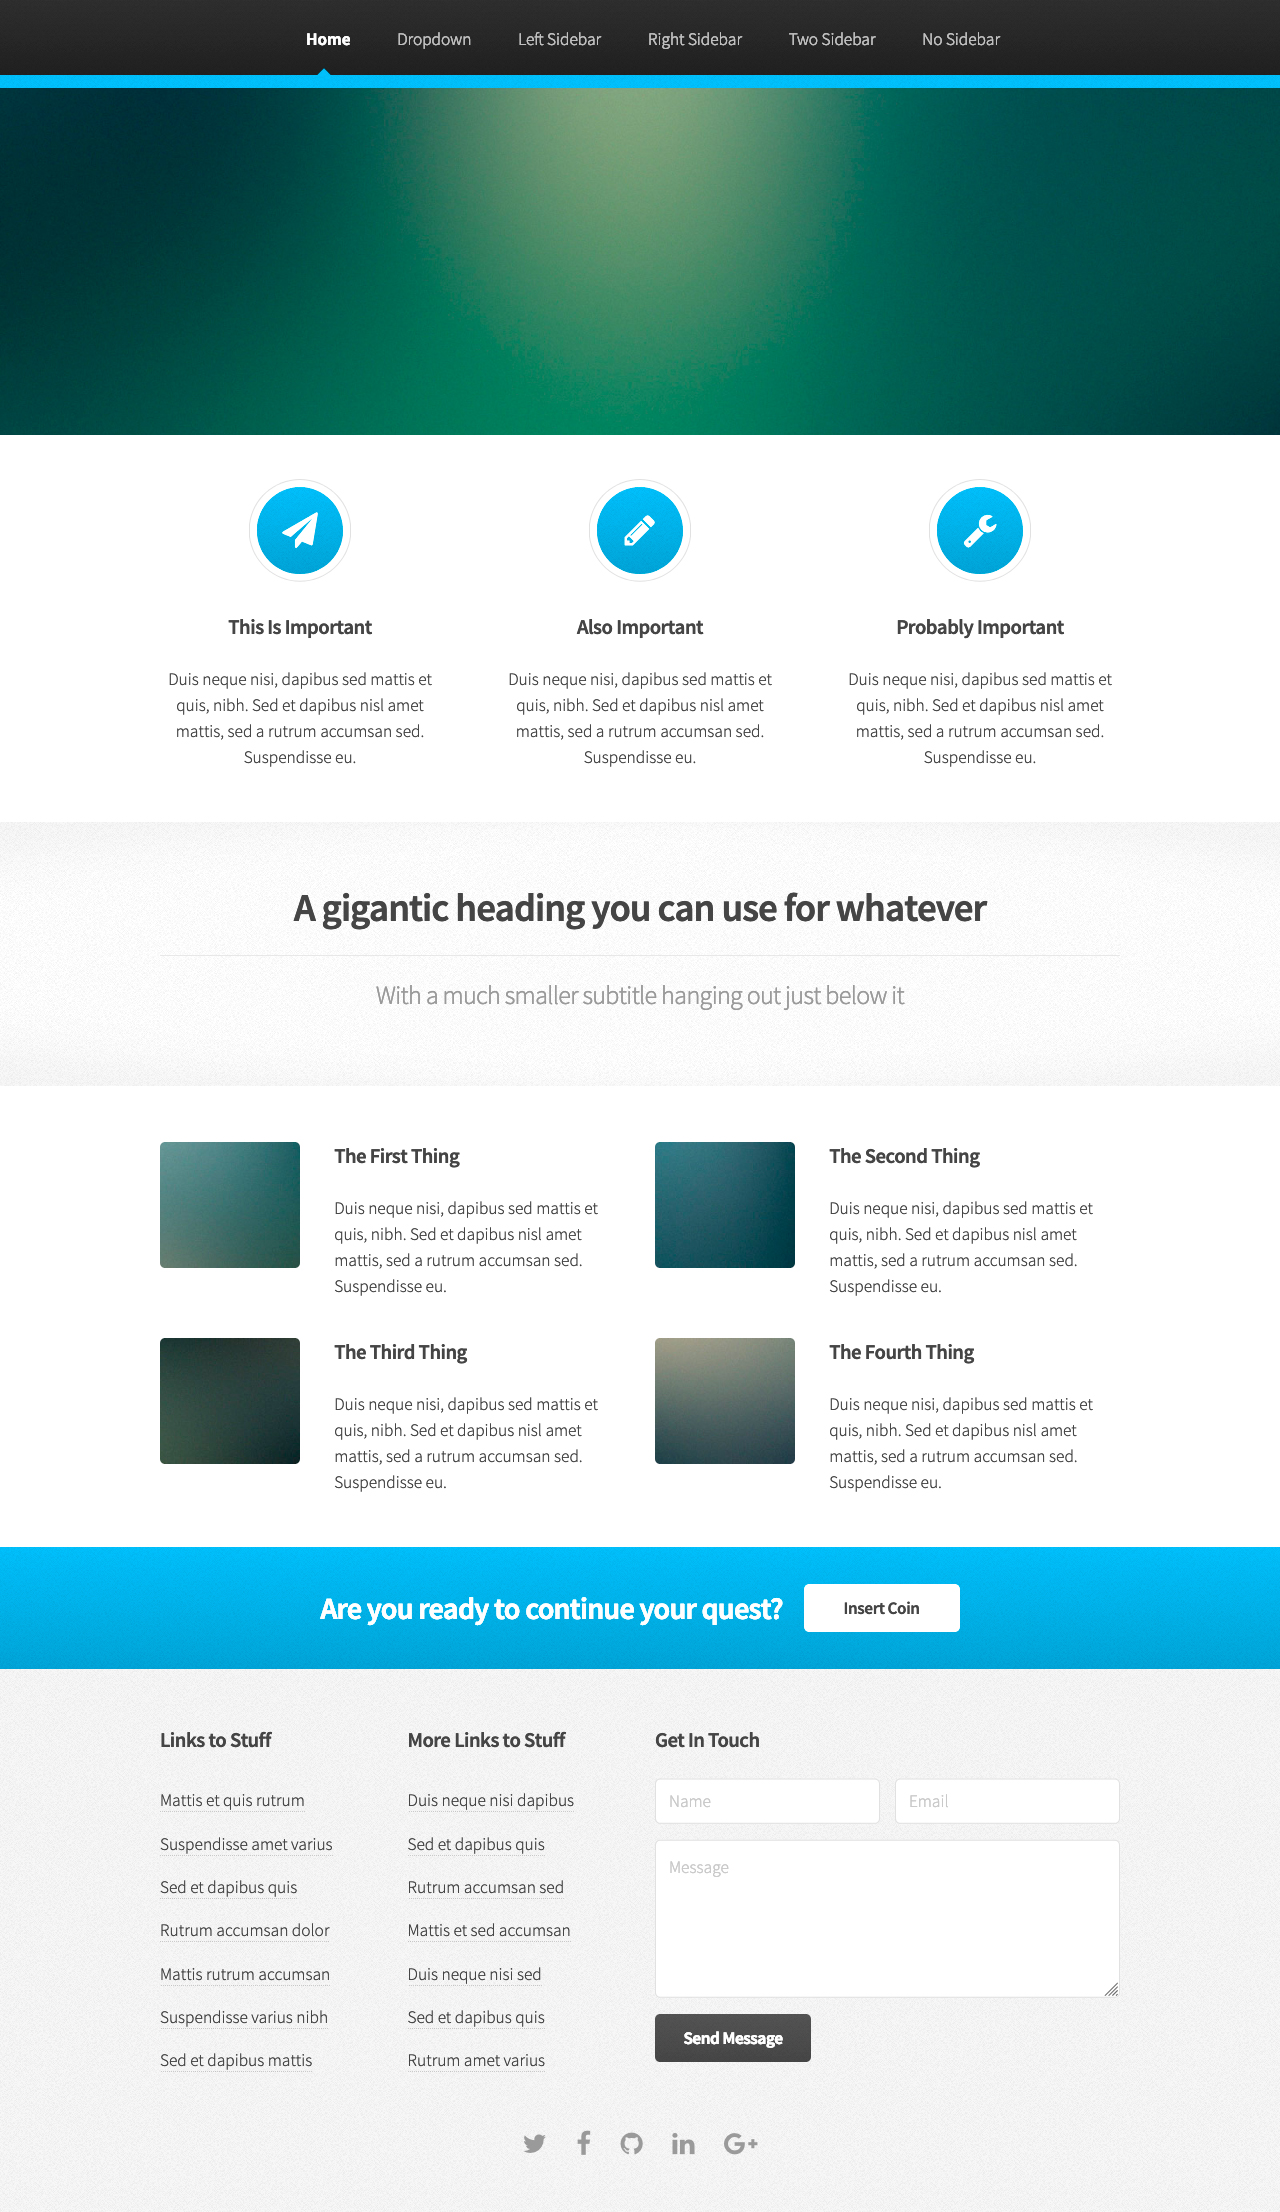 Home Dropdown Left Sidebar Right Sidebar Two Sidebar No Sidebar
This Is Important
Duis neque nisi, dapibus sed mattis et
quis, nibh. Sed et dapibus nisl amet
mattis, sed a rutrum accumsan sed.
Suspendisse eu.
Also Important
Duis neque nisi, dapibus sed mattis et
quis, nibh. Sed et dapibus nisl amet
mattis, sed a rutrum accumsan sed.
Suspendisse eu.
Probably Important
Duis neque nisi, dapibus sed mattis et
quis, nibh. Sed et dapibus nisl amet
mattis, sed a rutrum accumsan sed.
Suspendisse eu.
A gigantic heading you can use for whatever
With a much smaller subtitle hanging out just below it
The First Thing
Duis neque nisi, dapibus sed mattis et
quis, nibh. Sed et dapibus nisl amet
mattis, sed a rutrum accumsan sed.
Suspendisse eu.
The Second Thing
Duis neque nisi, dapibus sed mattis et
quis, nibh. Sed et dapibus nisl amet
mattis, sed a rutrum accumsan sed.
Suspendisse eu.
The Third Thing
Duis neque nisi, dapibus sed mattis et
quis, nibh. Sed et dapibus nisl amet
mattis, sed a rutrum accumsan sed.
Suspendisse eu.
The Fourth Thing
Duis neque nisi, dapibus sed mattis et
quis, nibh. Sed et dapibus nisl amet
mattis, sed a rutrum accumsan sed.
Suspendisse eu.
Are you ready to continue your quest? Insert Coin
Links to Stuff
Mattis et quis rutrum
Suspendisse amet varius
Sed et dapibus quis
Rutrum accumsan dolor
Mattis rutrum accumsan
Suspendisse varius nibh
Sed et dapibus mattis
More Links to Stuff
Duis neque nisi dapibus
Sed et dapibus quis
Rutrum accumsan sed
Mattis et sed accumsan
Duis neque nisi sed
Sed et dapibus quis
Rutrum amet varius
Get In Touch
Name Email
Message
Send Message